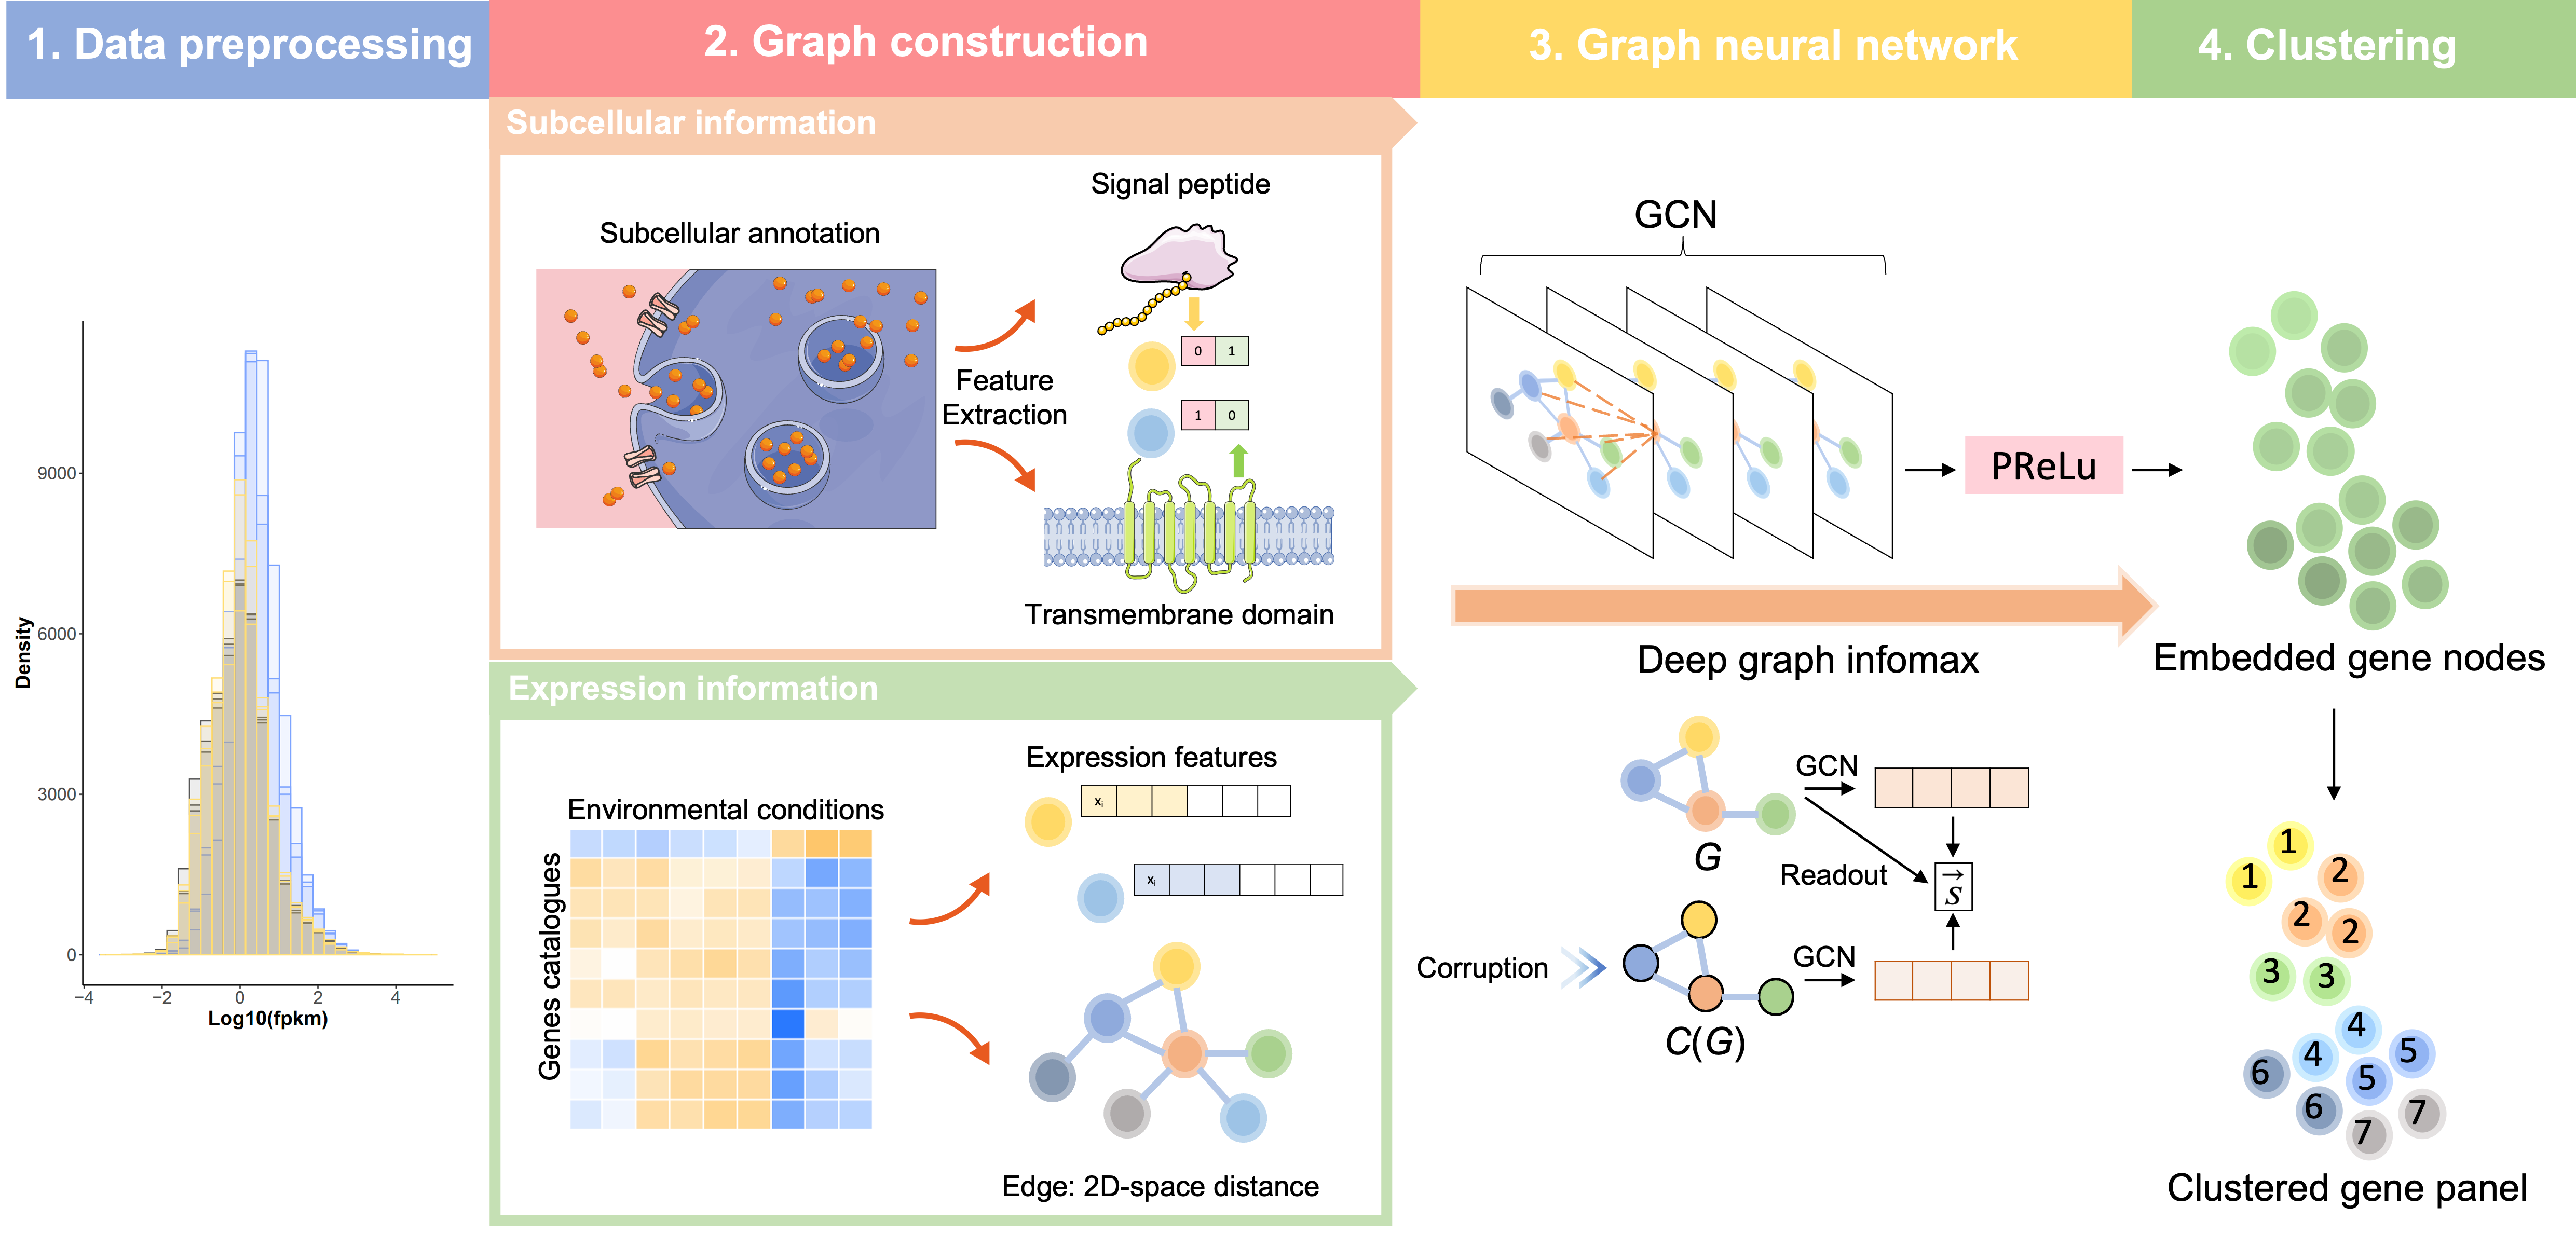 1. Data preprocessing
2. Graph construction
3. Graph neural network
4. Clustering
Density
9000
6000
3000
0
−4
−2
0
2
4
Log10(fpkm)
Subcellular information
Subcellular annotation
Feature
Extraction
Signal peptide
0 1
1 0
Transmembrane domain
Expression information
Environmental conditions
Genes catalogues
Expression features
xi
xi
Edge: 2D-space distance
GCN
PReLu
Deep graph infomax
G
GCN
Readout
s
Corruption
GCN
C(G)
Embedded gene nodes
1
1
2
2
2
3
3
4
4
5
5
6
6
7
7
Clustered gene panel